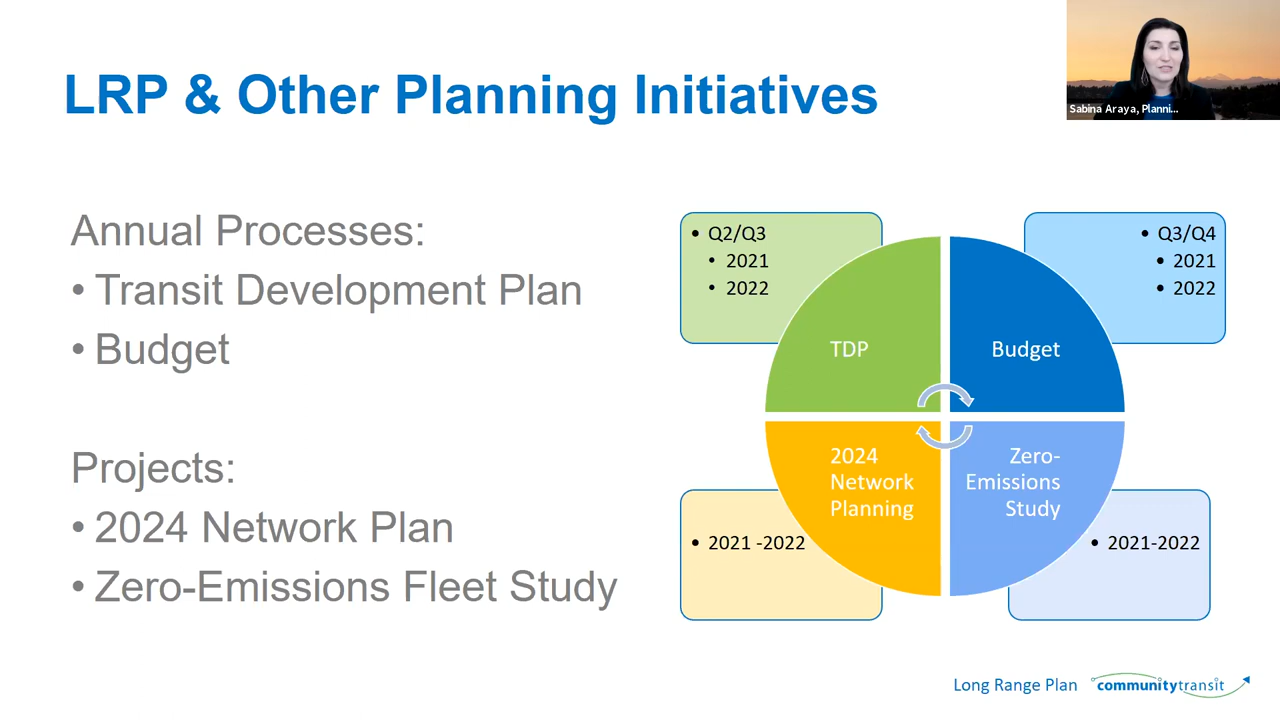 LRP & Other Planning Initiatives
Sabina Araya, Planni...
Annual Processes:
• Transit Development Plan
• Budget
Projects:
• 2024 Network Plan
• Zero-Emissions Fleet Study
• Q2/Q3
• 2021
• 2022
• Q3/Q4
• 2021
• 2022
TDP
Budget
2024
Network
Planning
Zero-
Emissions
Study
• 2021 -2022
• 2021-2022
Long Range Plan
communitytransit